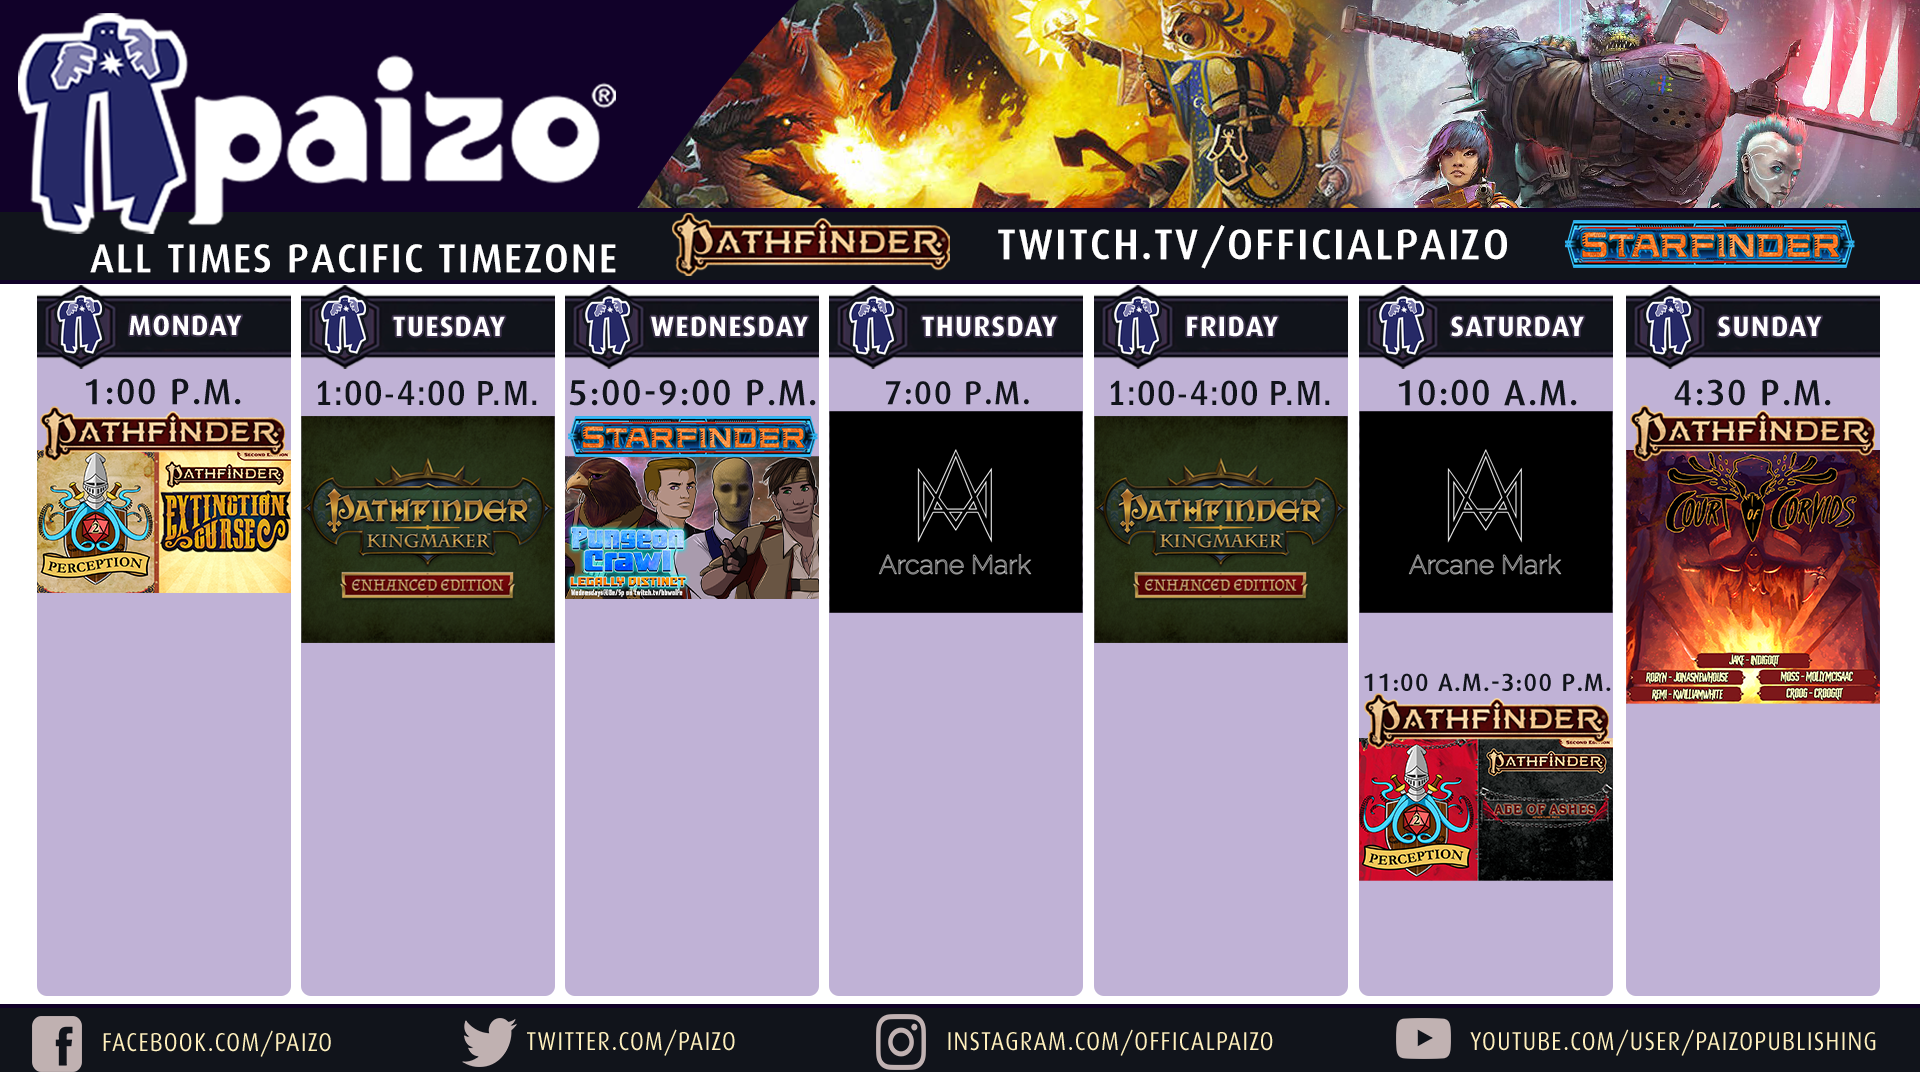 paizo®
ALL TIMES PACIFIC TIMEZONE
PATHFINDER
TWITCH.TV/OFFICIALPAIZO
STARFINDER
MONDAY
1:00 P.M.
PATHFINDER
SECOND EDITION
PATHFINDER
EXTINCTION
CURSE
2
PERCEPTION
TUESDAY
1:00-4:00 P.M.
PATHFINDER
KINGMAKER
ENHANCED EDITION
WEDNESDAY
5:00-9:00 P.M.
STARFINDER
Pungeon
Crawl
LEGALLY DISTINCT
THURSDAY
7:00 P.M.
Arcane Mark
FRIDAY
1:00-4:00 P.M.
PATHFINDER
KINGMAKER
ENHANCED EDITION
SATURDAY
10:00 A.M.
Arcane Mark
11:00 A.M.-3:00 P.M.
PATHFINDER
SECOND EDITION
PATHFINDER
AGE OF ASHES
2
PERCEPTION
SUNDAY
4:30 P.M.
PATHFINDER
COURT OF CORVIDS
JAKE - INDIGOQT
ROBYN - JONASNEWHOUSE
MOSS - MOLLYMCISAAC
REMI - KWILLIAMWHITE
CROOG - CROOGQT
FACEBOOK.COM/PAIZO
TWITTER.COM/PAIZO
INSTAGRAM.COM/OFFICALPAIZO
YOUTUBE.COM/USER/PAIZOPUBLISHING